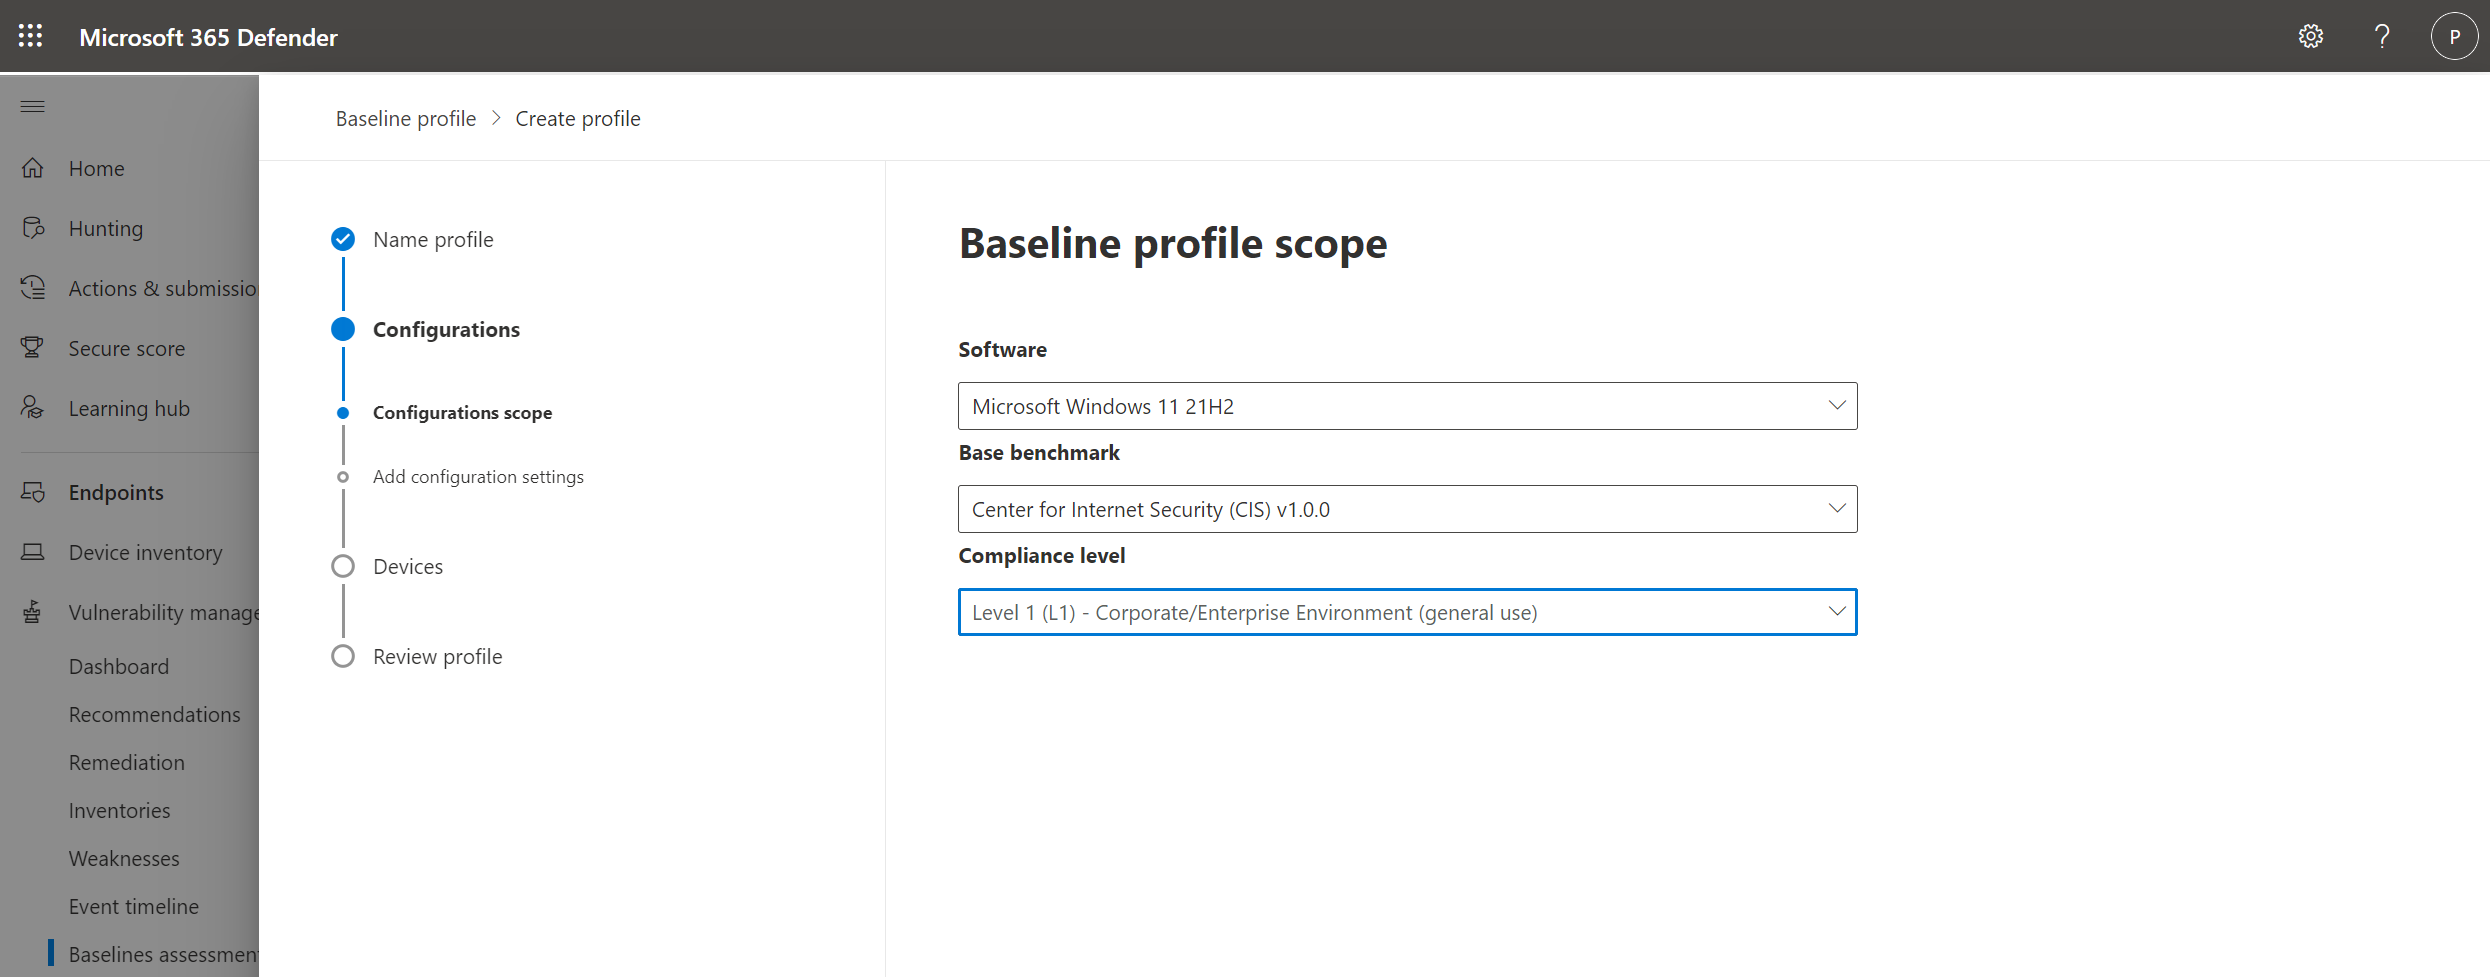 Microsoft 365 Defender
?
P
Home
Hunting
Actions & submissio
Secure score
Learning hub
Endpoints
Device inventory
Vulnerability manage
Dashboard
Recommendations
Remediation
Inventories
Weaknesses
Event timeline
Baselines assessment
Baseline profile > Create profile
Name profile
Configurations
Configurations scope
Add configuration settings
Devices
Review profile
Baseline profile scope
Software
Microsoft Windows 11 21H2
Base benchmark
Center for Internet Security (CIS) v1.0.0
Compliance level
Level 1 (L1) - Corporate/Enterprise Environment (general use)